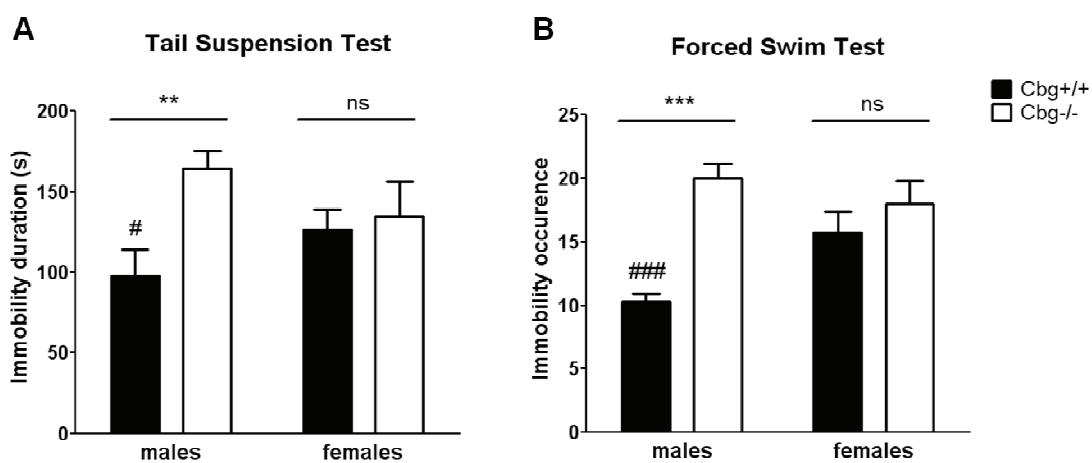 A
Tail Suspension Test
Immobility duration (s)
200
150
100
50
0
**
ns
#
males
females
B
Forced Swim Test
Immobility occurence
25
20
15
10
5
0
***
ns
###
males
females
Cbg+/+
Cbg-/-